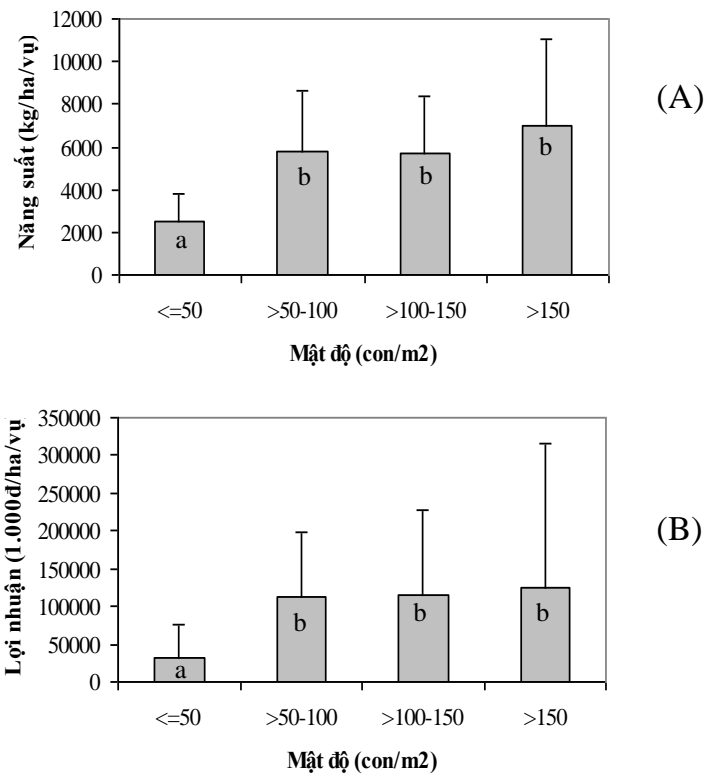 12000
10000
8000
6000
4000
2000
0
Năng suất (kg/ha/vụ)
a
b
b
b
<=50 >50-100 >100-150 >150
Mật độ (con/m2)
(A)
350000
300000
250000
200000
150000
100000
50000
0
Lợi nhuận (1.000đ/ha/vụ
a
b
b
b
<=50 >50-100 >100-150 >150
Mật độ (con/m2)
(B)